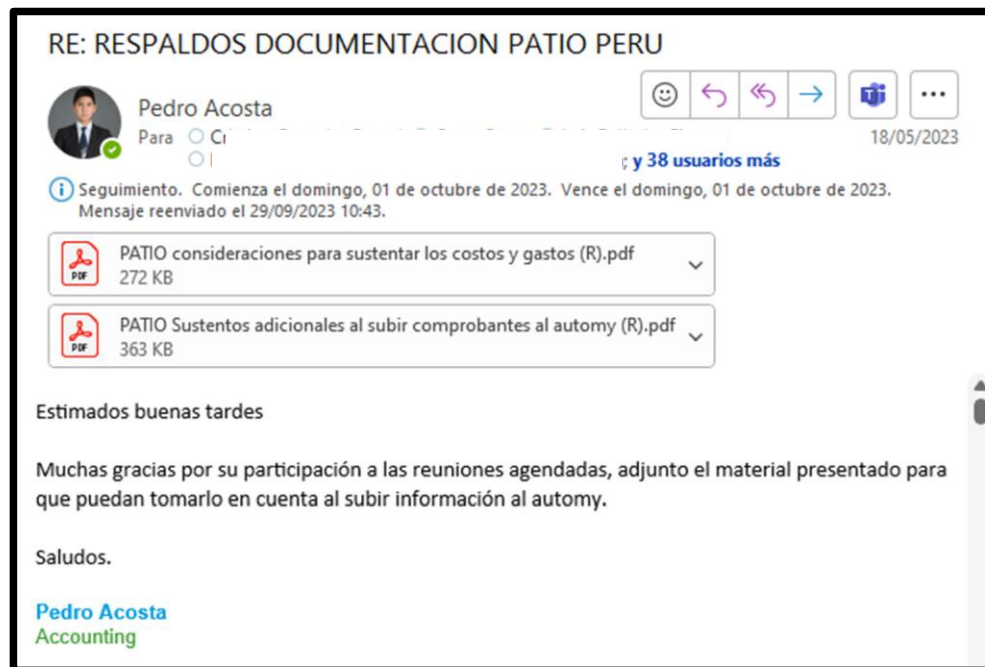 RE: RESPALDOS DOCUMENTACION PATIO PERU
Pedro Acosta
Para
18/05/2023
y 38 usuarios más
Seguimiento. Comienza el domingo, 01 de octubre de 2023. Vence el domingo, 01 de octubre de 2023.
Mensaje reenviado el 29/09/2023 10:43.
PDF
PATIO consideraciones para sustentar los costos y gastos (R).pdf
272 KB
PDF
PATIO Sustentos adicionales al subir comprobantes al automy (R).pdf
363 KB
Estimados buenas tardes
Muchas gracias por su participación a las reuniones agendadas, adjunto el material presentado para
que puedan tomarlo en cuenta al subir información al automy.
Saludos.
Pedro Acosta
Accounting